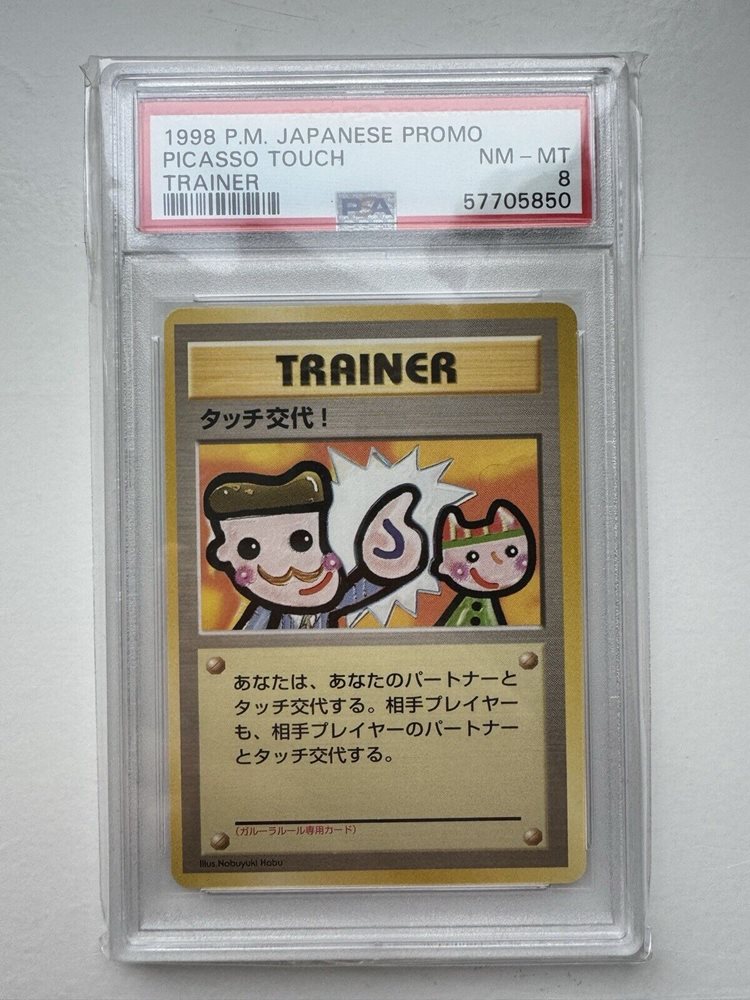 1998 P.M. JAPANESE PROMO
PICASSO TOUCH NM – MT
TRAINER 8
PSA 57705850
TRAINER
タッチ交代!
あなたは、あなたのパートナーと
タッチ交代する。相手プレイヤー
も、相手プレイヤーのパートナー
とタッチ交代する。
(ガルーラルール専用カード)
Illus.Nobuyuki Habu